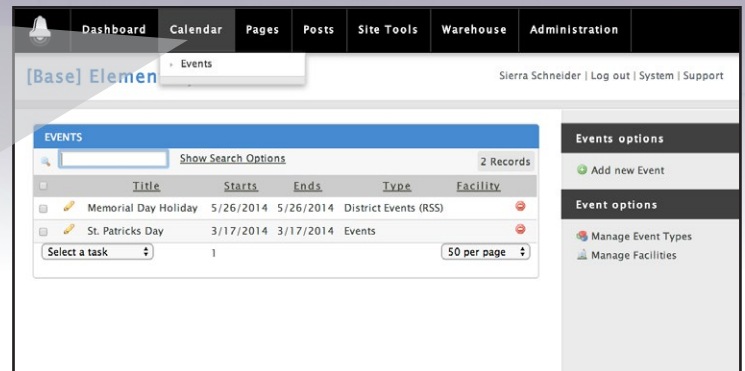 Dashboard Calendar Pages Posts Site Tools Warehouse Administration
Events
[Base] Elemen
Sierra Schneider | Log out | System | Support
EVENTS
Show Search Options
2 Records
Title Starts Ends Type Facility
Memorial Day Holiday 5/26/2014 5/26/2014 District Events (RSS)
St. Patricks Day 3/17/2014 3/17/2014 Events
Select a task 1 50 per page
Events options
Add new Event
Event options
Manage Event Types
Manage Facilities